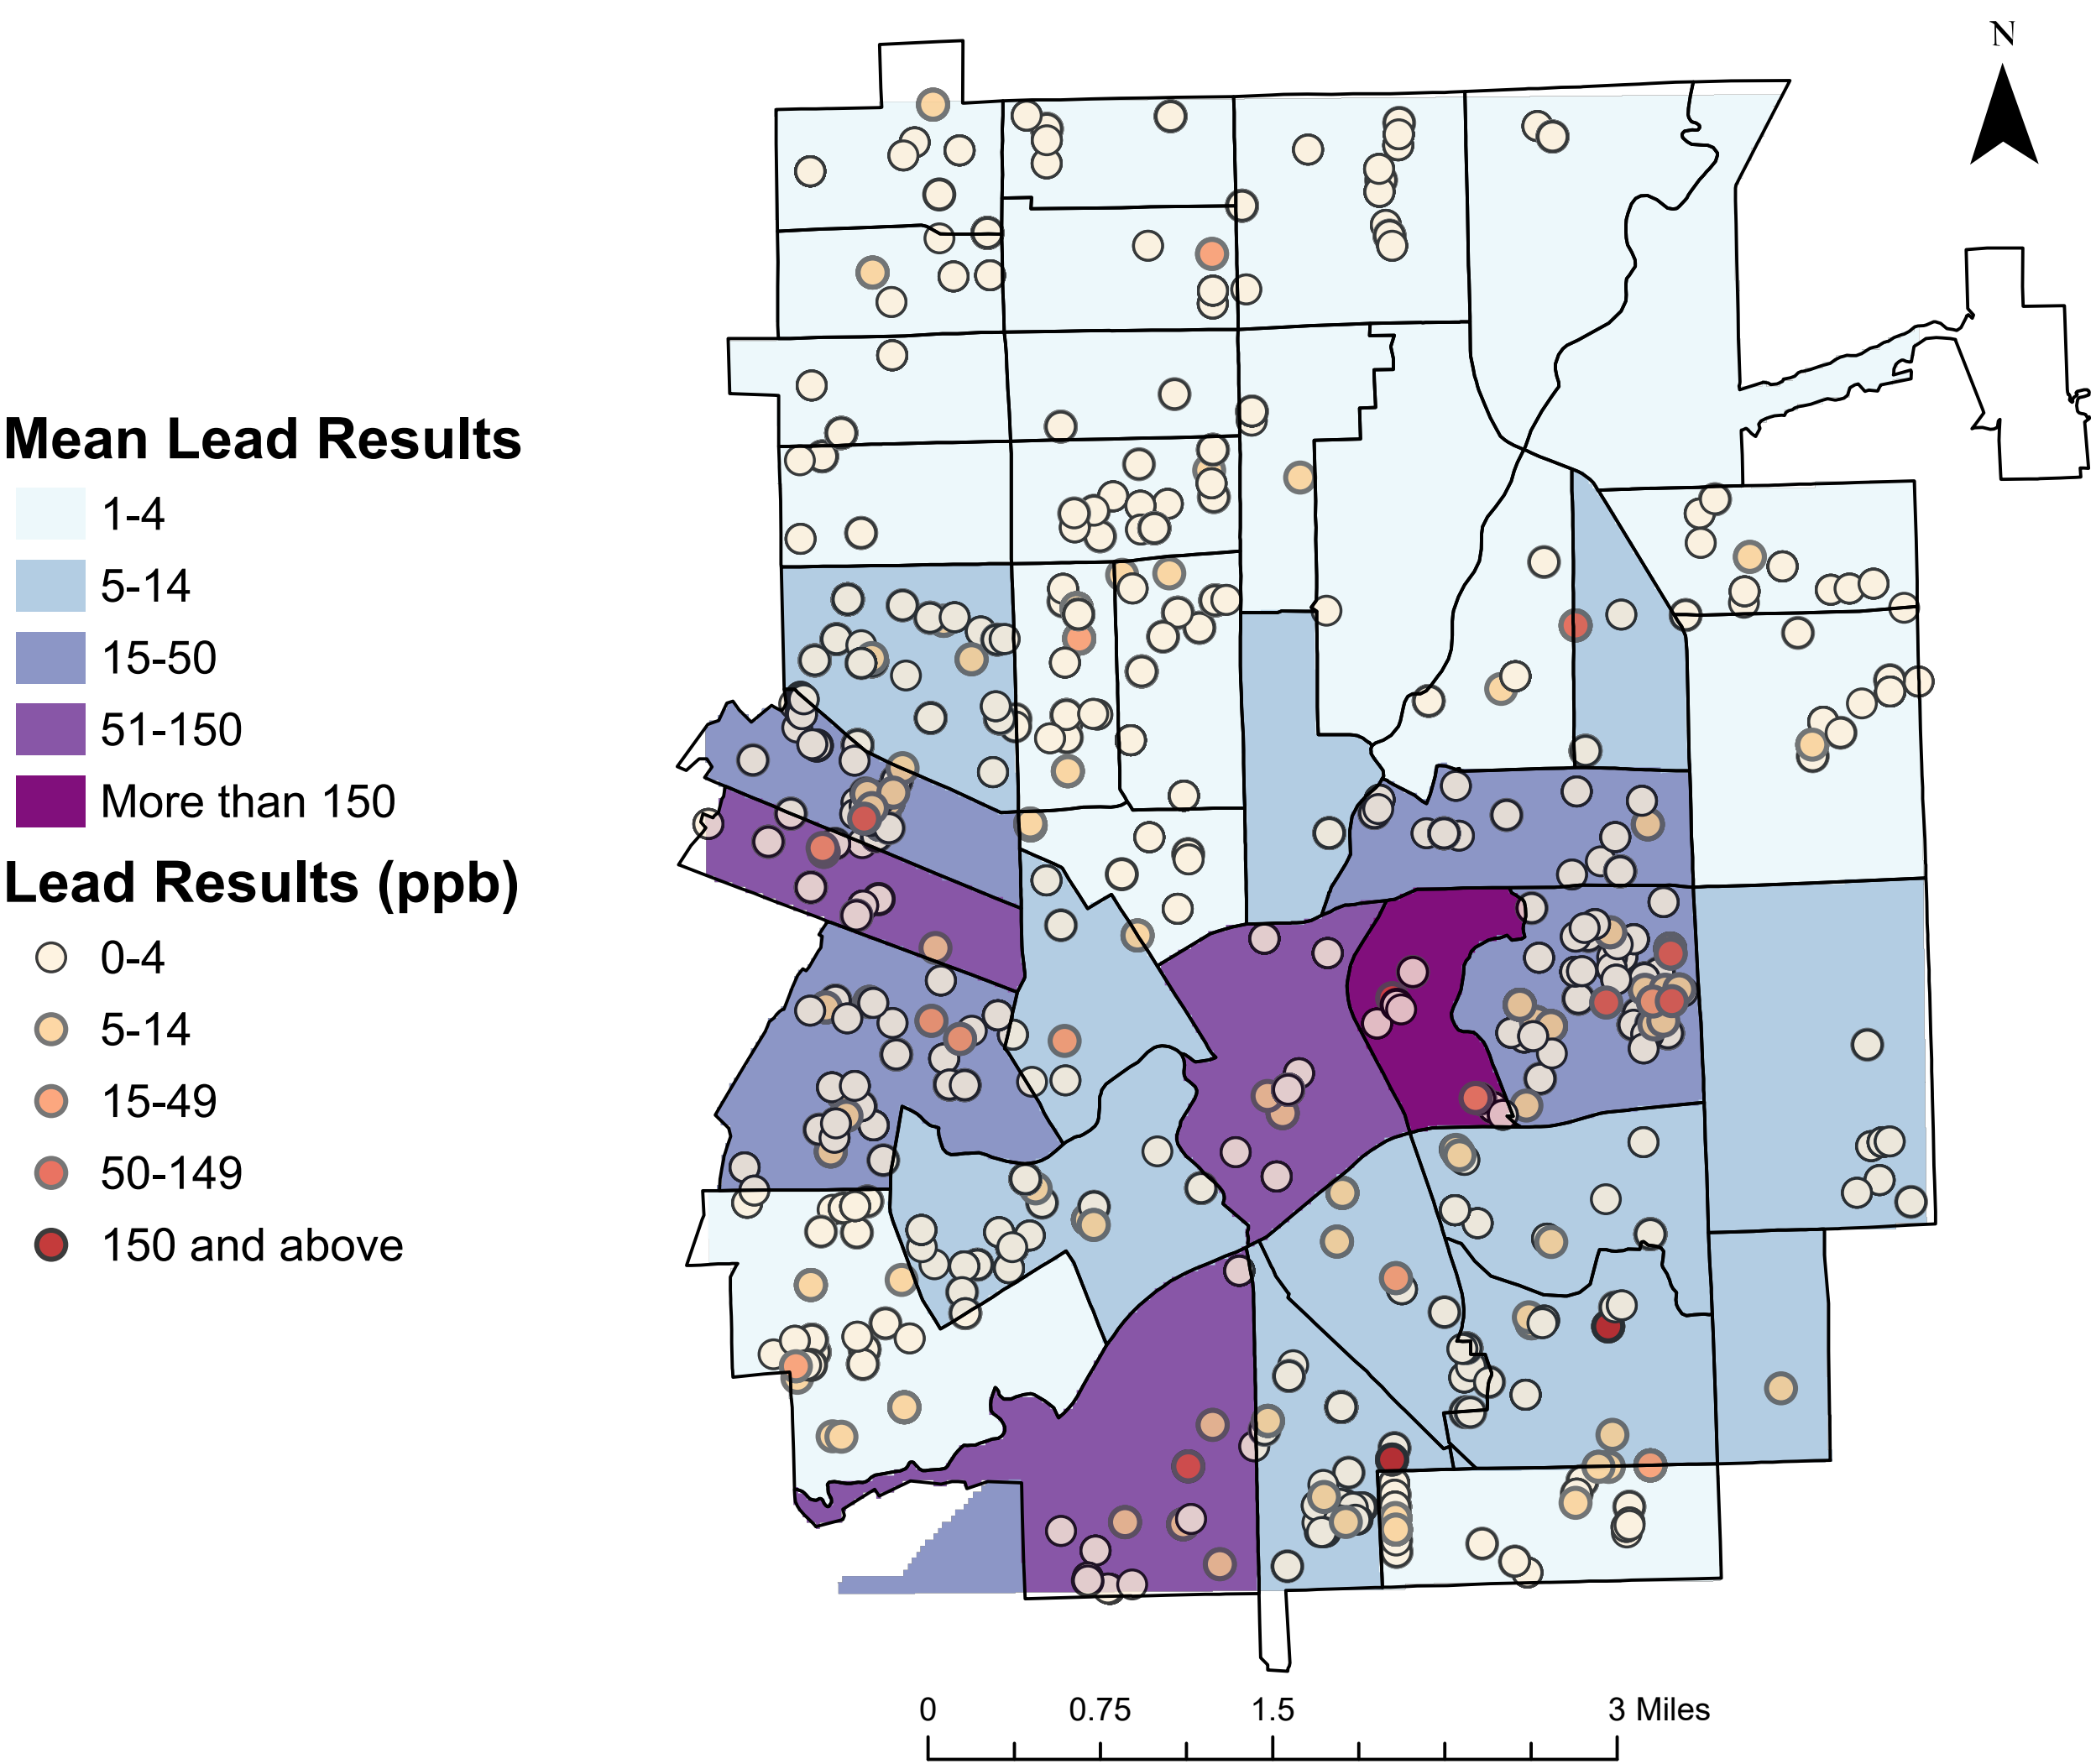 N
Mean Lead Results
1-4
5-14
15-50
51-150
More than 150
Lead Results (ppb)
0-4
5-14
15-49
50-149
150 and above
0 0.75 1.5 3 Miles